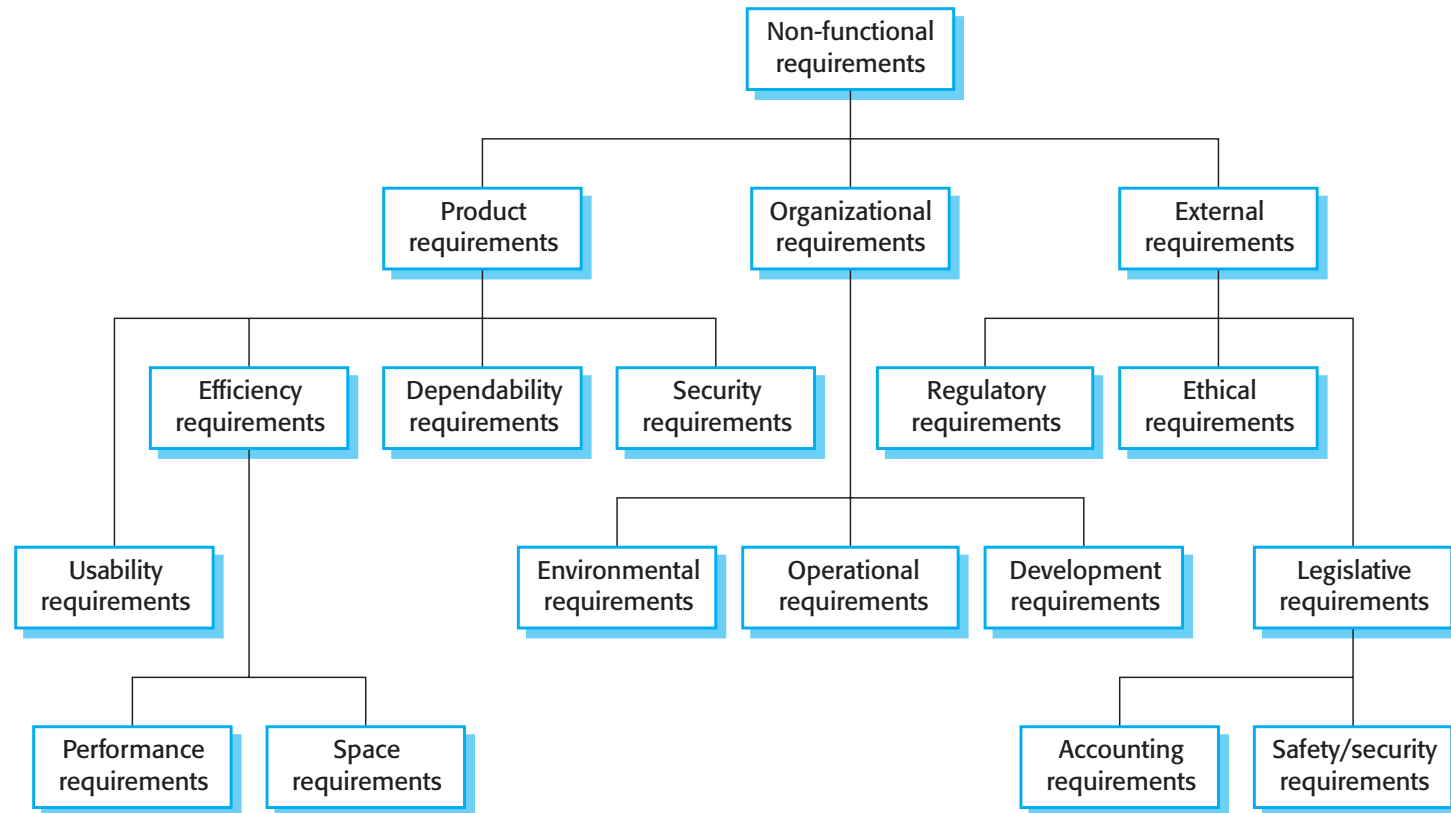 Non-functional
requirements
Product
requirements
Organizational
requirements
External
requirements
Efficiency
requirements
Dependability
requirements
Security
requirements
Regulatory
requirements
Ethical
requirements
Usability
requirements
Environmental
requirements
Operational
requirements
Development
requirements
Legislative
requirements
Performance
requirements
Space
requirements
Accounting
requirements
Safety/security
requirements